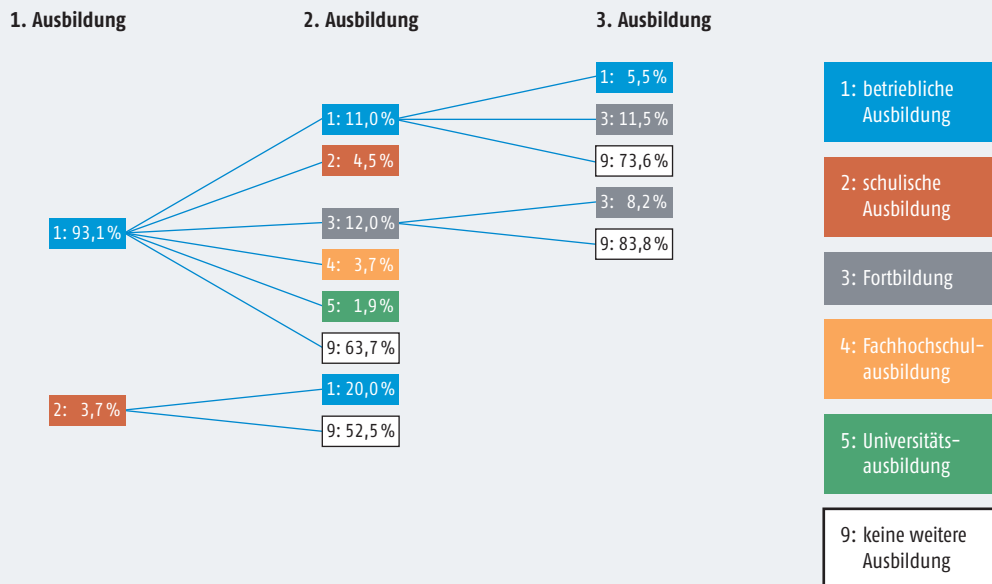 1. Ausbildung
2. Ausbildung
3. Ausbildung
1: 93,1 %
2: 3,7 %
1: 11,0 %
2: 4,5 %
3: 12,0 %
4: 3,7 %
5: 1,9 %
9: 63,7 %
1: 20,0 %
9: 52,5 %
1: 5,5 %
3: 11,5 %
9: 73,6 %
3: 8,2 %
9: 83,8 %
1: betriebliche
Ausbildung
2: schulische
Ausbildung
3: Fortbildung
4: Fachhochschul-
ausbildung
5: Universitäts-
ausbildung
9: keine weitere
Ausbildung